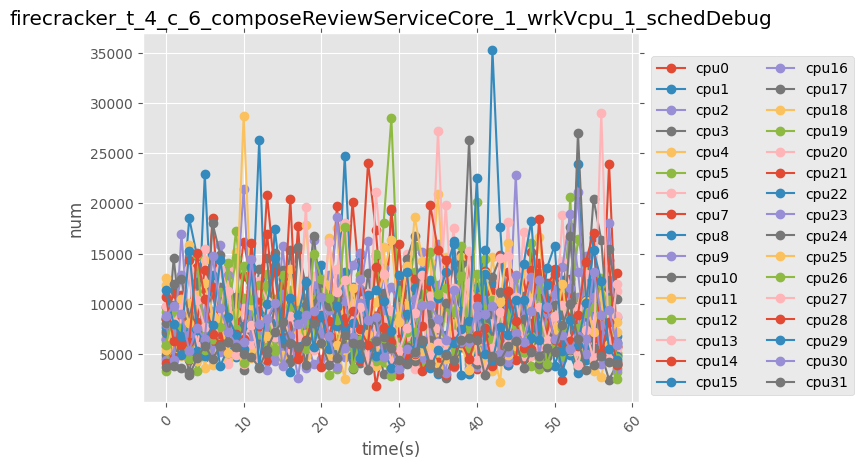 firecracker_t_4_c_6_composeReviewServiceCore_1_wrkVcpu_1_schedDebug
35000
30000
25000
20000
15000
10000
5000
num
0
10
20
30
40
50
60
time(s)
cpu0
cpu1
cpu2
cpu3
cpu4
cpu5
cpu6
cpu7
cpu8
cpu9
cpu10
cpu11
cpu12
cpu13
cpu14
cpu15
cpu16
cpu17
cpu18
cpu19
cpu20
cpu21
cpu22
cpu23
cpu24
cpu25
cpu26
cpu27
cpu28
cpu29
cpu30
cpu31